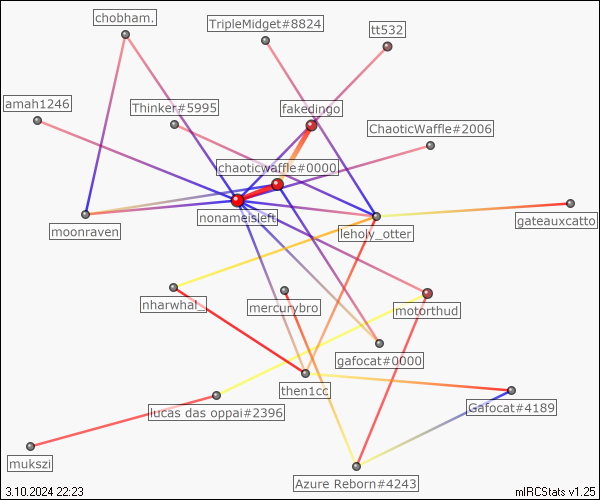 chobham.
TripleMidget#8824
tt532
amah1246
Thinker#5995
fakedingo
ChaoticWaffle#2006
chaoticwaffle#0000
moonraven
nonameisleft
leholy_otter
gateauxcatto
nharwhal_
mercurybro
motorthud
gafocat#0000
then1cc
lucas das oppai#2396
Gafocat#4189
mukszi
Azure Reborn#4243
3.10.2024 22:23
mIRCStats v1.25